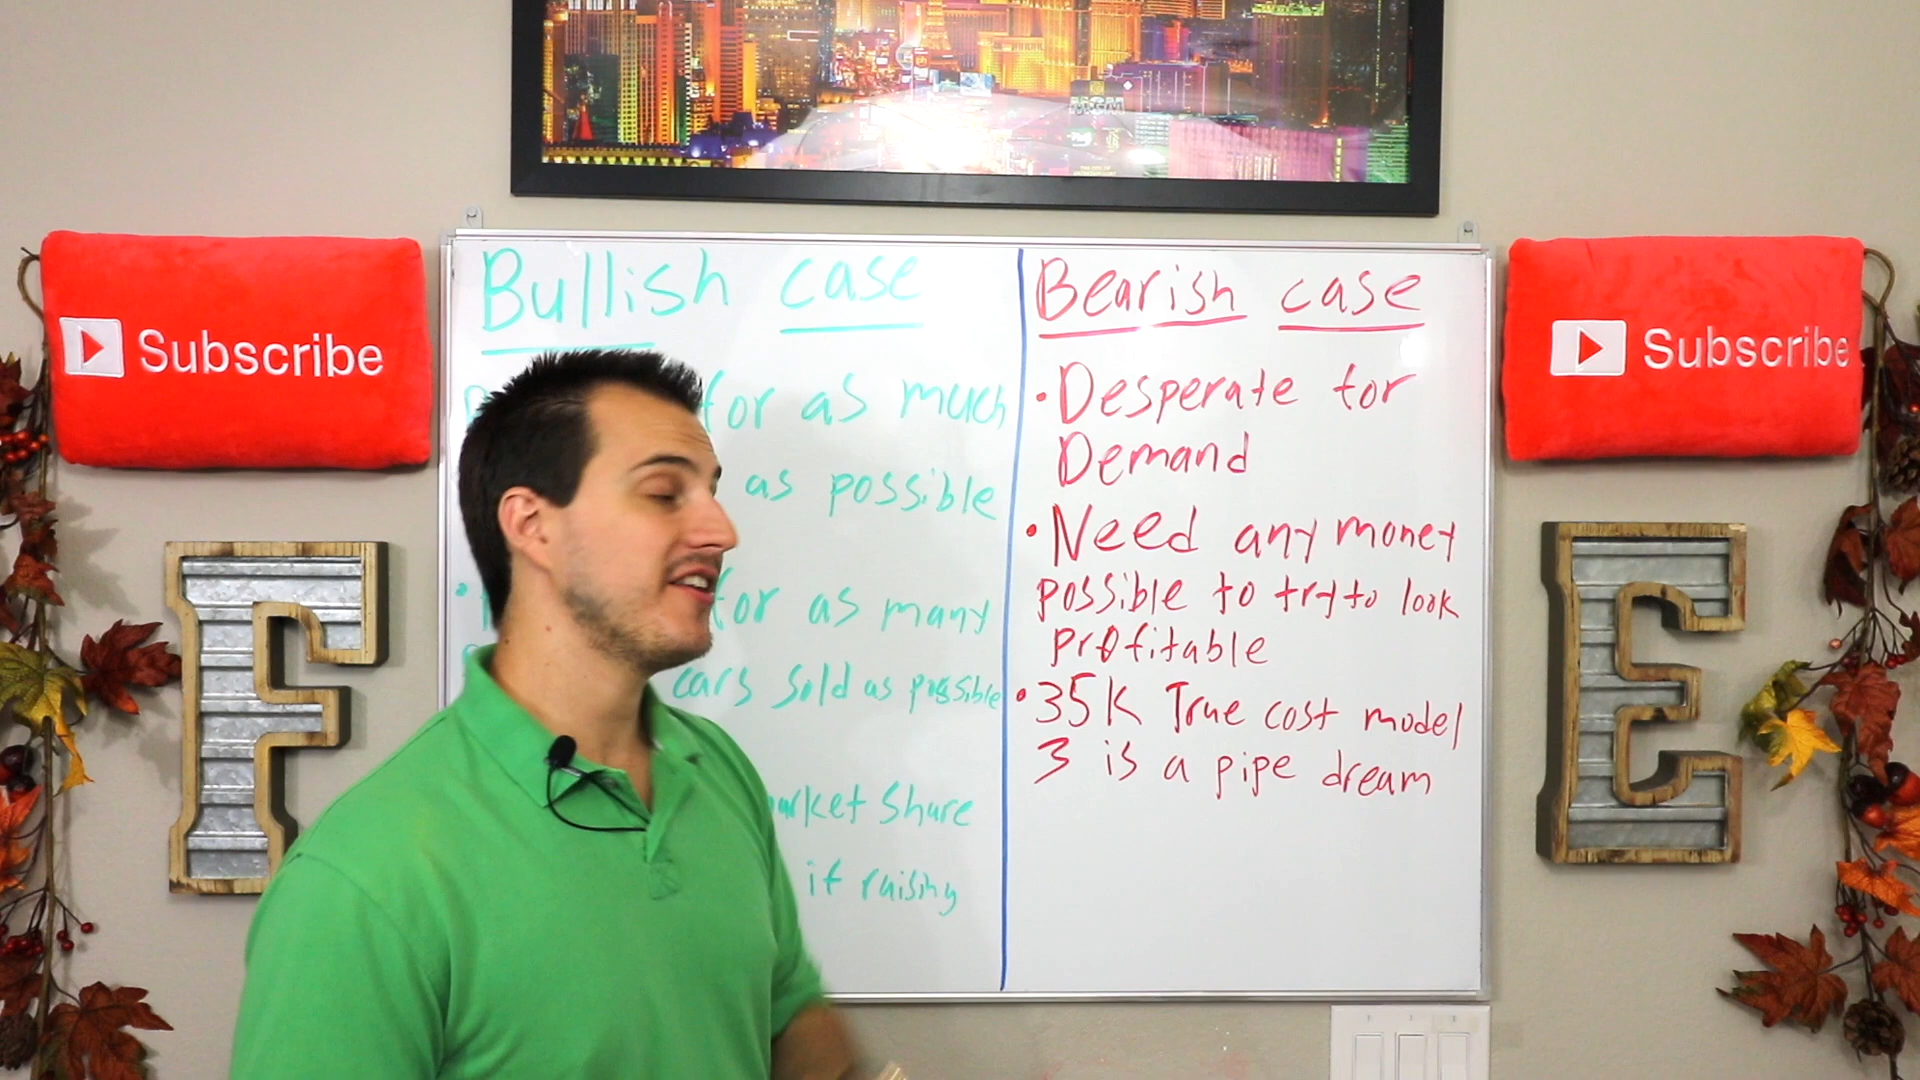 MGM
Subscribe
Subscribe
Bullish case
for as much
as possible
for as many
cars sold as possible
market Share
if raising
Bearish case
• Desperate for
Demand
• Need any money
possible to try to look
profitable
• 35K True cost model
3 is a pipe dream
F
E